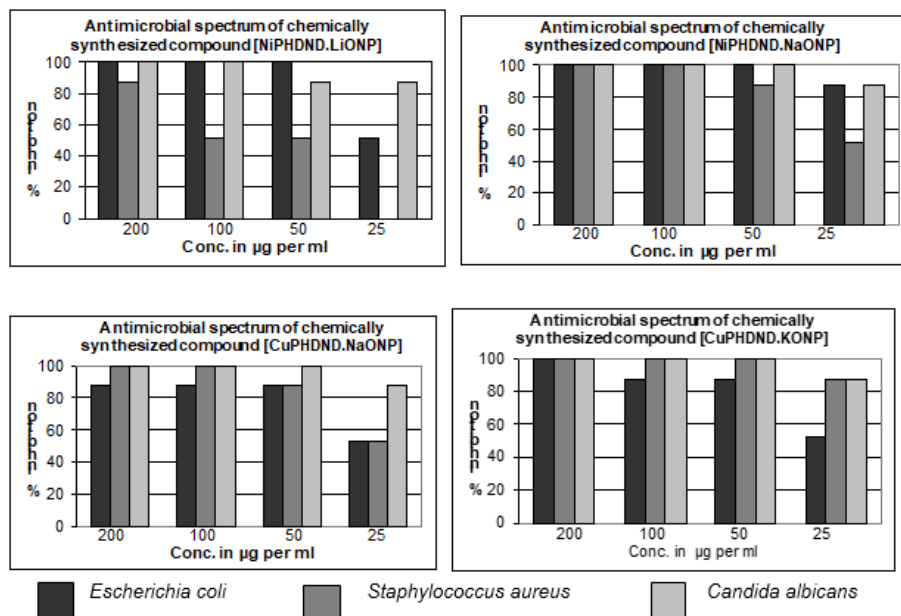 Antimicrobial spectrum of chemically
synthesized compound [NiPHDND.LiONP]
% Inhbition
100
80
60
40
20
0
200 100 50 25
Conc. in µg per ml
Antimicrobial spectrum of chemically
synthesized compound [NiPHDND.NaONP]
% Inhbition
100
80
60
40
20
0
200 100 50 25
Conc. in µg per ml
Antimicrobial spectrum of chemically
synthesized compound [CuPHDND.NaONP]
% Inhbition
100
80
60
40
20
0
200 100 50 25
Conc. in µg per ml
Antimicrobial spectrum of chemically
synthesized compound [CuPHDND.KONP]
% Inhbition
100
80
60
40
20
0
200 100 50 25
Conc. in µg per ml
Escherichia coli Staphylococcus aureus Candida albicans